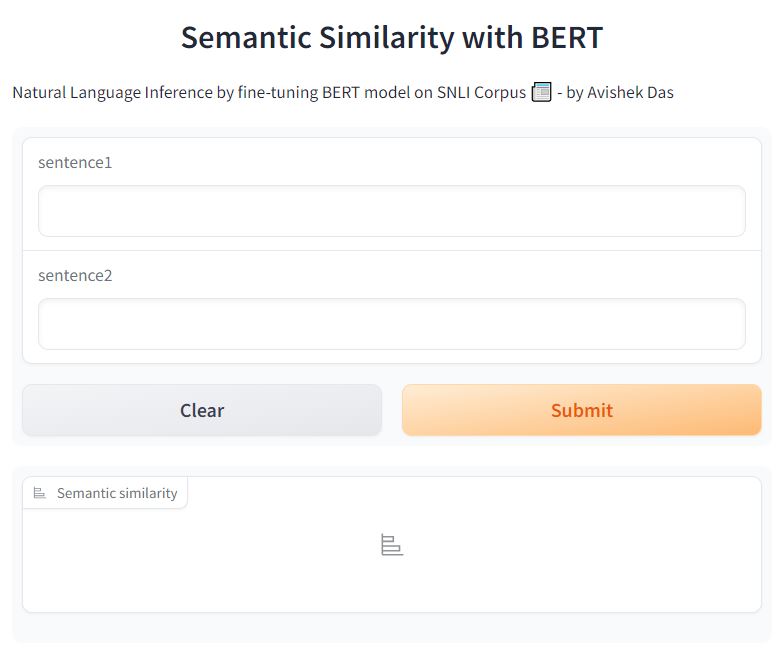 Semantic Similarity with BERT
Natural Language Inference by fine-tuning BERT model on SNLI Corpus 📰 - by Avishek Das
sentence1
sentence2
Clear
Submit
Semantic similarity